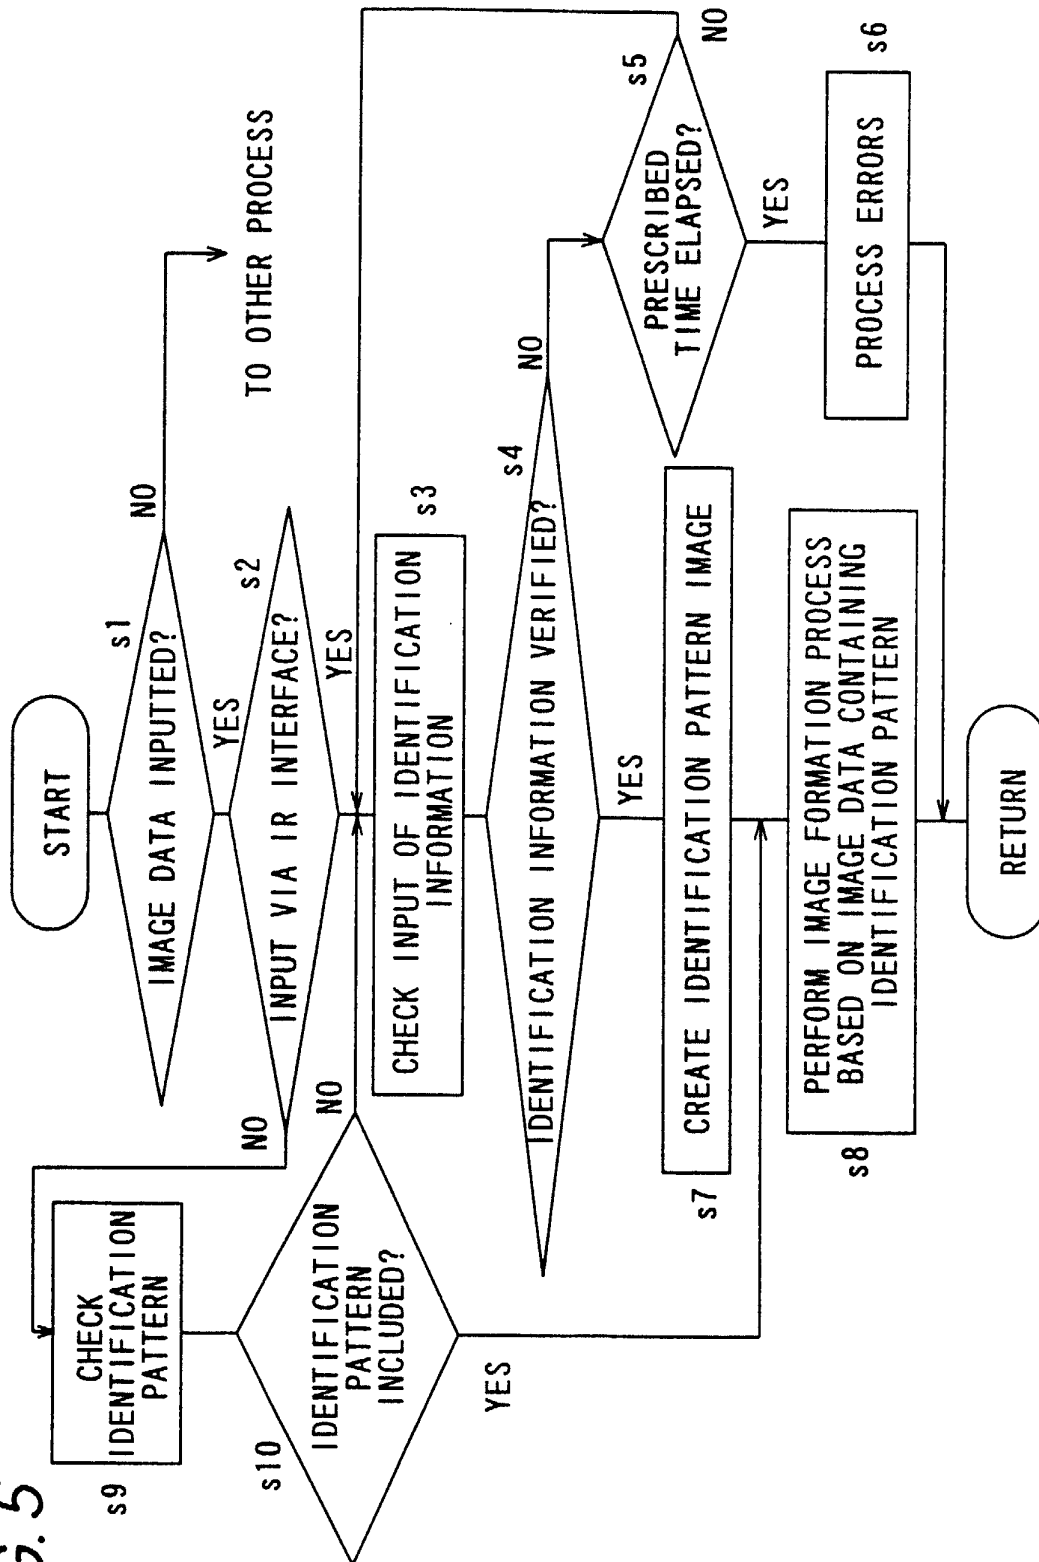 G. 5
START
IMAGE DATA INPUTTED?
s1
NO
TO OTHER PROCESS
YES
INPUT VIA IR INTERFACE?
s2
NO
YES
s9
CHECK
IDENTIFICATION
PATTERN
s10
IDENTIFICATION
PATTERN
INCLUDED?
NO
YES
CHECK INPUT OF IDENTIFICATION
INFORMATION
s3
IDENTIFICATION INFORMATION VERIFIED?
s4
NO
YES
PRESCRIBED
TIME ELAPSED?
s5
NO
YES
PROCESS ERRORS
s6
s7
CREATE IDENTIFICATION PATTERN IMAGE
s8
PERFORM IMAGE FORMATION PROCESS
BASED ON IMAGE DATA CONTAINING
IDENTIFICATION PATTERN
RETURN